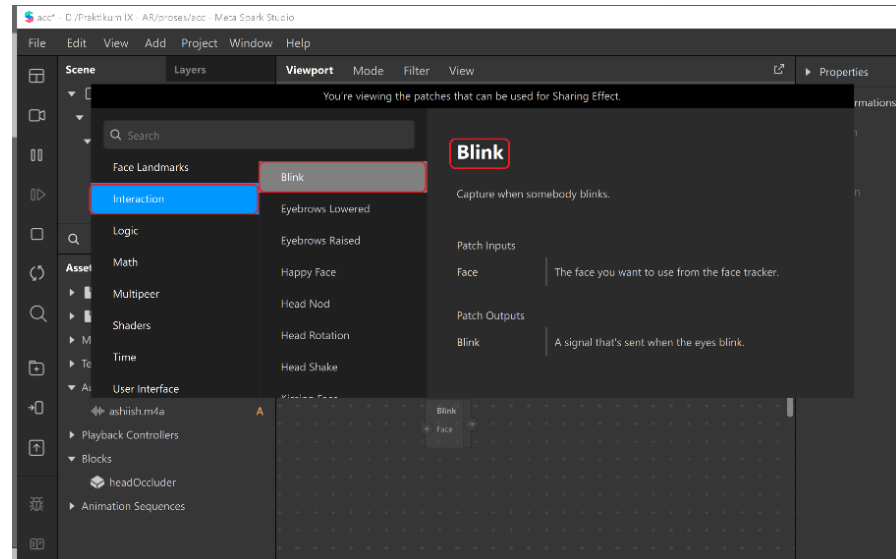 acc* - D:/Praktikum IX - AR/proses/acc - Meta Spark Studio
File Edit View Add Project Window Help
Scene Layers Viewport Mode Filter View Properties
You're viewing the patches that can be used for Sharing Effect.
Search
Face Landmarks
Interaction
Logic
Math
Multipeer
Shaders
Time
User Interface
Blink
Eyebrows Lowered
Eyebrows Raised
Happy Face
Head Nod
Head Rotation
Head Shake
Blink
Capture when somebody blinks.
Patch Inputs
Face The face you want to use from the face tracker.
Patch Outputs
Blink A signal that's sent when the eyes blink.
ashiish.m4a A
Playback Controllers
Blocks
headOccluder
Animation Sequences
Blink
Face